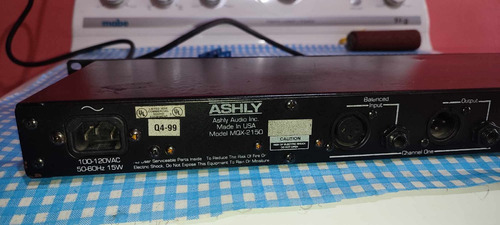 mabe
Q4-99
ASHLY
Ashly Audio Inc.
Made in USA
Model MQX-2150
100-120VAC
50-60Hz 15W
User Serviceable Parts Inside
To Reduce The Risk Of Fire Or
Electric Shock, Do Not Expose This Equipment To Rain Or Moisture
CAUTION
Balanced
Input
Output
Channel One